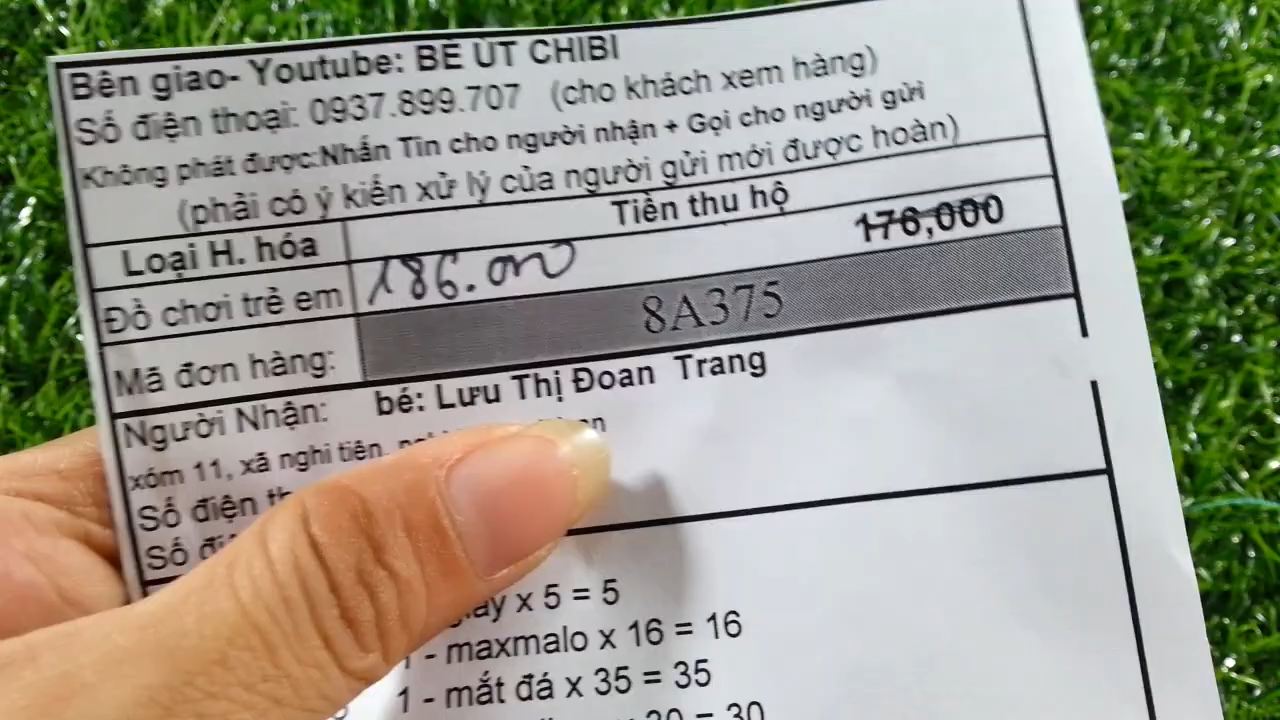 Bên giao- Youtube: BÉ ÚT CHIBI
Số điện thoại: 0937.899.707 (cho khách xem hàng)
Không phát được:Nhắn Tin cho người nhận + Gọi cho người gửi
(phải có ý kiến xử lý của người gửi mới được hoàn)
Loại H. hóa Tiền thu hộ
Đồ chơi trẻ em 186.000 176,000
Mã đơn hàng: 8A375
Người Nhận: bé: Lưu Thị Đoan Trang
xóm 11, xã nghi tiên,
Số điện
Số
x 5 = 5
1 - maxmalo x 16 = 16
1 - mắt đá x 35 = 35
= 30